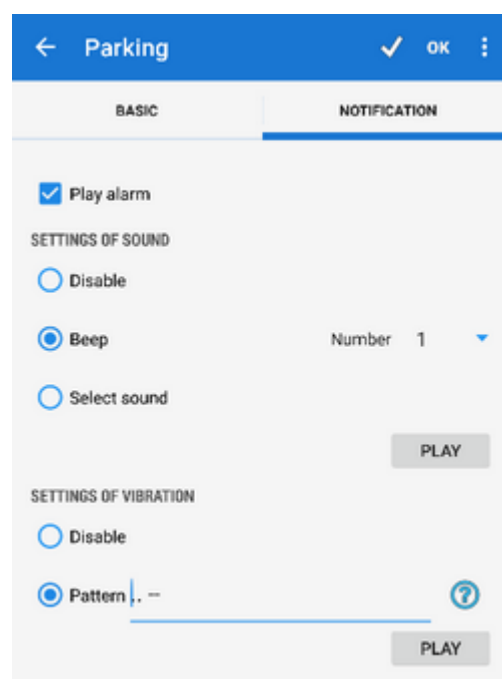 Parking OK
BASIC NOTIFICATION
Play alarm
SETTINGS OF SOUND
Disable
Beep Number 1
Select sound
PLAY
SETTINGS OF VIBRATION
Disable
Pattern .. --
PLAY